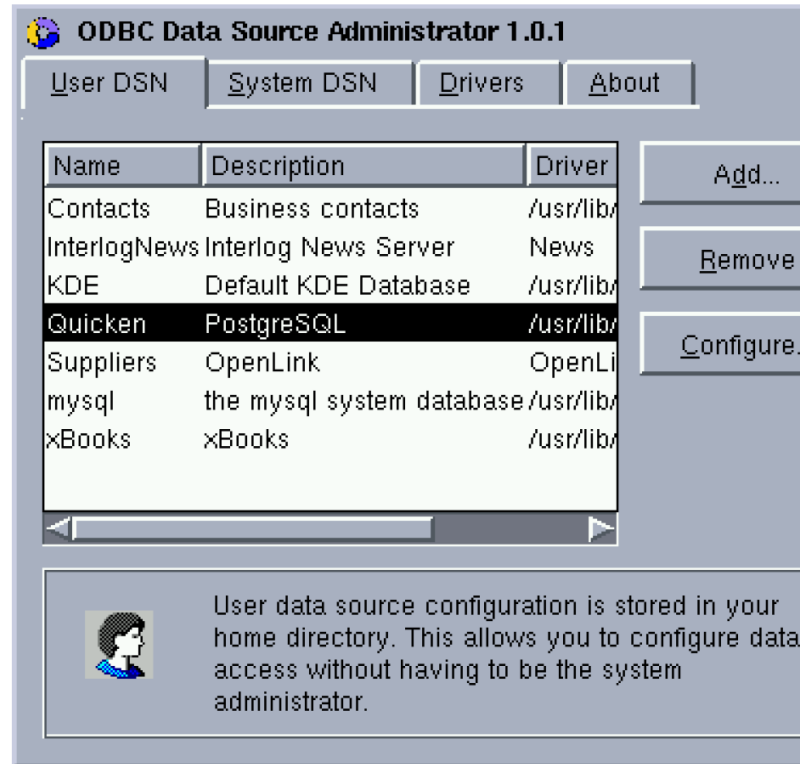 ODBC Data Source Administrator 1.0.1
User DSN System DSN Drivers About
Name Description Driver
Contacts Business contacts /usr/lib/
InterlogNews Interlog News Server News
KDE Default KDE Database /usr/lib/
Quicken PostgreSQL /usr/lib/
Suppliers OpenLink OpenLi
mysql the mysql system database /usr/lib/
xBooks xBooks /usr/lib/
Add...
Remove
Configure.
User data source configuration is stored in your
home directory. This allows you to configure data
access without having to be the system
administrator.